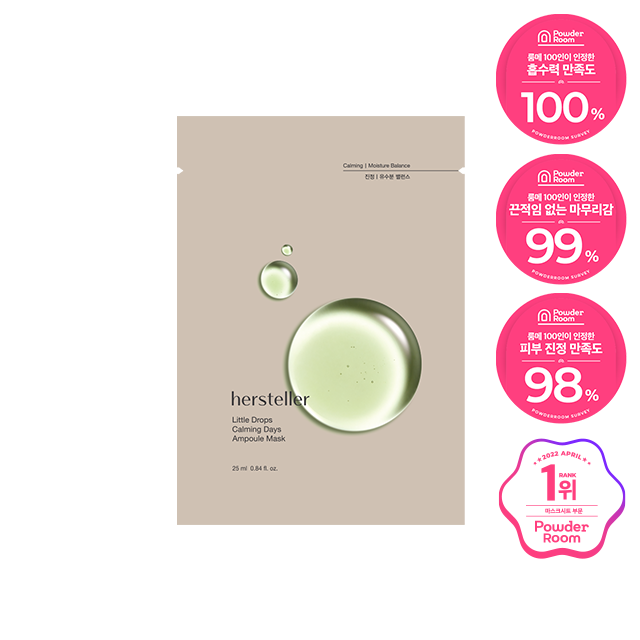 Calming | Moisture Balance
진정 | 유수분 밸런스
hersteller
Little Drops
Calming Days
Ampoule Mask
25 ml 0.84 fl. oz.
Powder
Room
룸메 100인이 인정한
흡수력 만족도
100%
POWDERROOM SURVEY
Powder
Room
룸메 100인이 인정한
끈적임 없는 마무리감
99%
POWDERROOM SURVEY
Powder
Room
룸메 100인이 인정한
피부 진정 만족도
98%
POWDERROOM SURVEY
2022 APRIL
RANK
1위
마스크시트 부문
Powder
Room